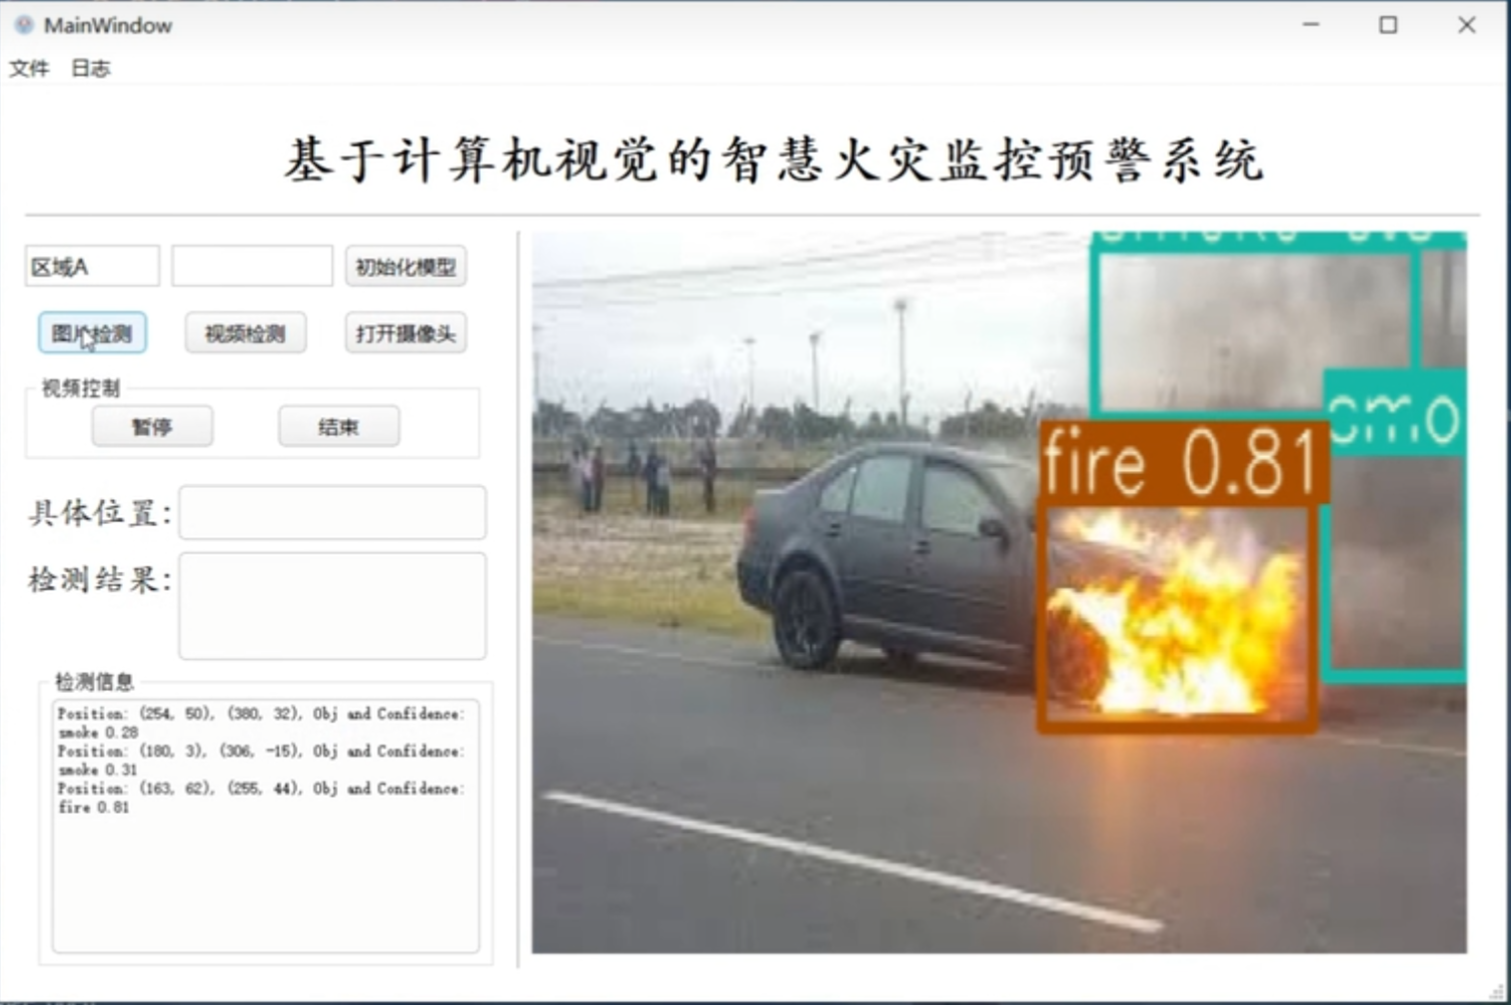 MainWindow
文件 日志
基于计算机视觉的智慧火灾监控预警系统
区域A 初始化模型
图片检测 视频检测 打开摄像头
视频控制
暂停 结束
具体位置:
检测结果:
检测信息
Position: (254, 50), (380, 32), Obj and Confidence:
smoke 0.28
Position: (180, 3), (306, -15), Obj and Confidence:
smoke 0.31
Position: (163, 62), (255, 44), Obj and Confidence:
fire 0.81
smo
fire 0.81